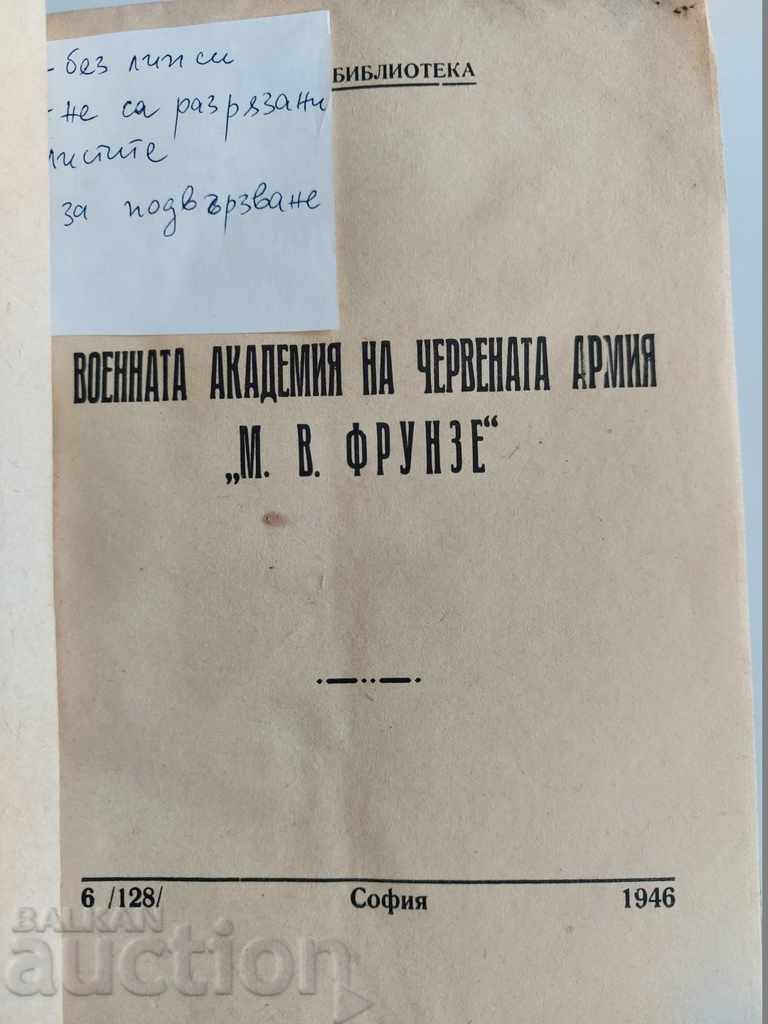 - без липси
- не са разрязани
листите
за подвързване
БИБЛИОТЕКА
ВОЕННАТА АКАДЕМИЯ НА ЧЕРВЕНАТА АРМИЯ
„М. В. ФРУНЗЕ“
6 /128/ София 1946
BALKAN
auction